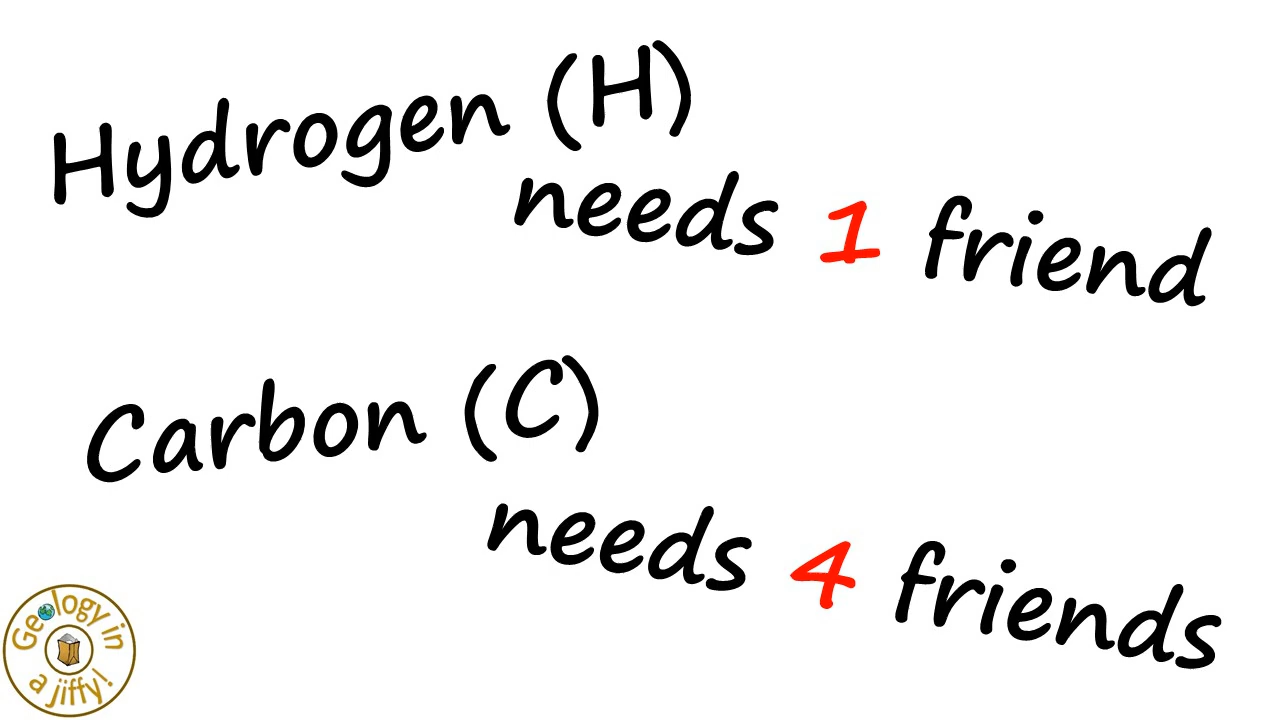 Hydrogen (H)
needs 1 friend
Carbon (C)
needs 4 friends
Geology in
a jiffy!